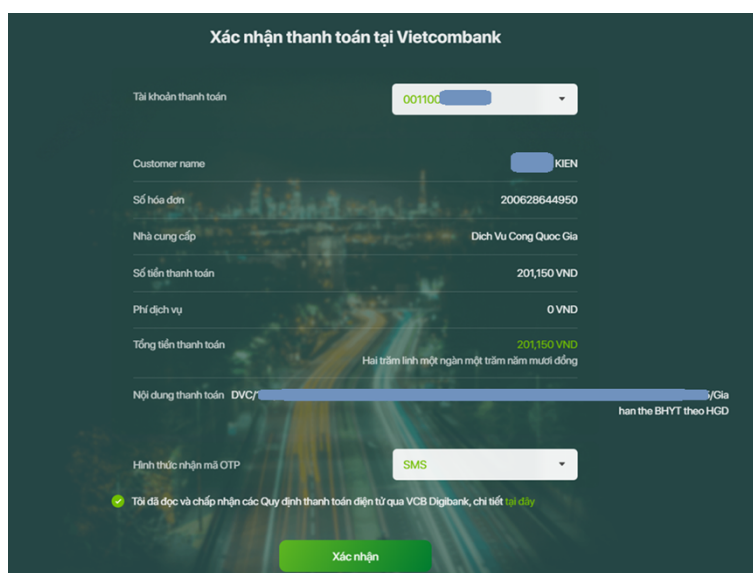 Xác nhận thanh toán tại Vietcombank
Tài khoản thanh toán 001100
Customer name KIEN
Số hóa đơn 200628644950
Nhà cung cấp Dich Vu Cong Quoc Gia
Số tiền thanh toán 201,150 VND
Phí dịch vụ 0 VND
Tổng tiền thanh toán 201,150 VND
Hai trăm linh một ngàn một trăm năm mươi đồng
Nội dung thanh toán DVC/ /Gia
han the BHYT theo HGD
Hình thức nhận mã OTP SMS
Tôi đã đọc và chấp nhận các Quy định thanh toán điện tử qua VCB Digibank, chi tiết tại đây
Xác nhận